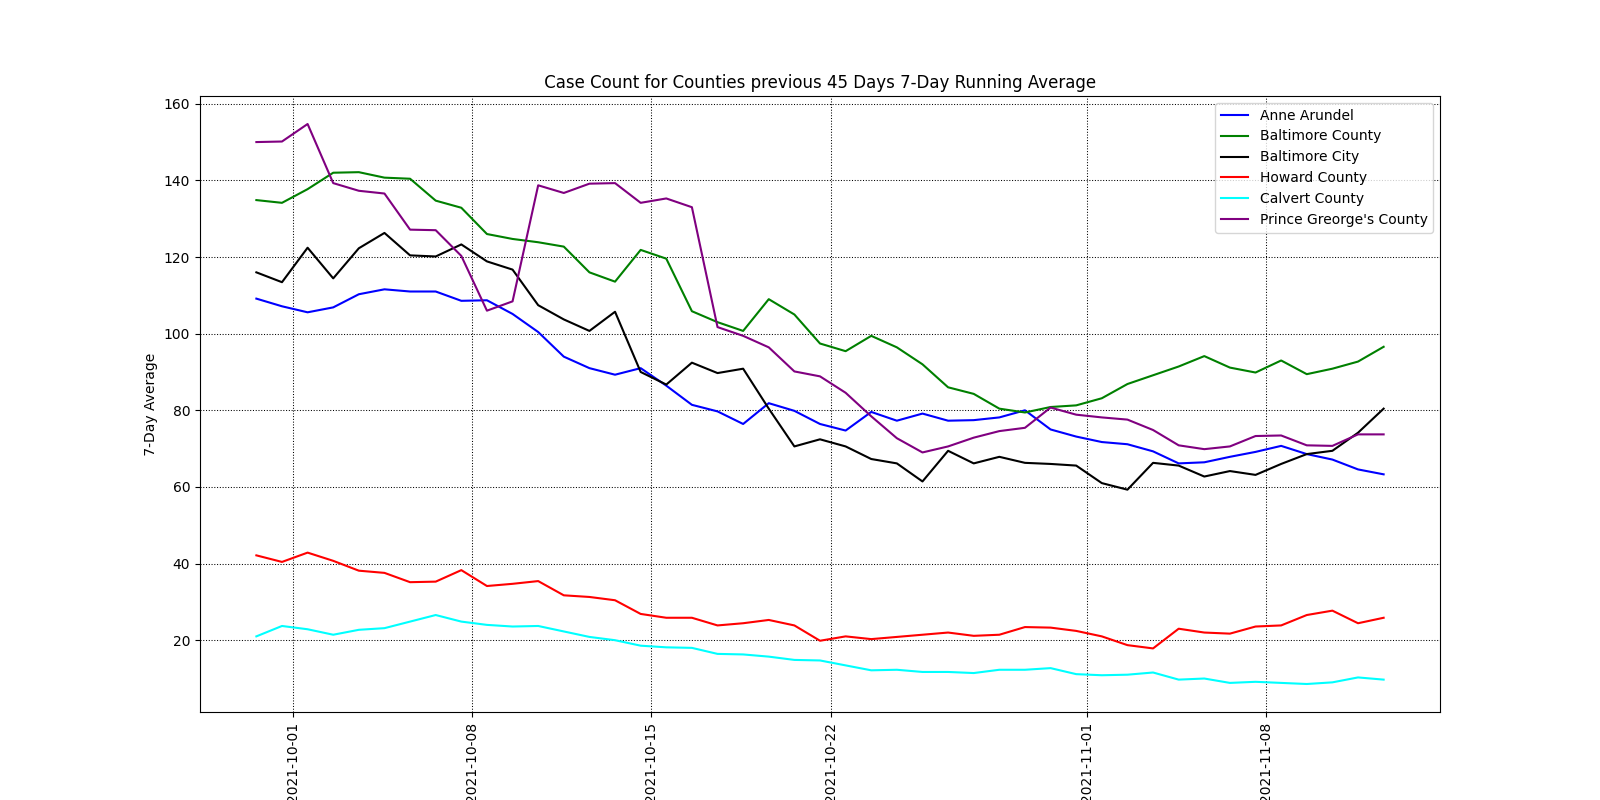 Case Count for Counties previous 45 Days 7-Day Running Average
160
140
120
100
80
60
40
20
7-Day Average
Anne Arundel
Baltimore County
Baltimore City
Howard County
Calvert County
Prince Greorge's County
2021-10-01
2021-10-08
2021-10-15
2021-10-22
2021-11-01
2021-11-08